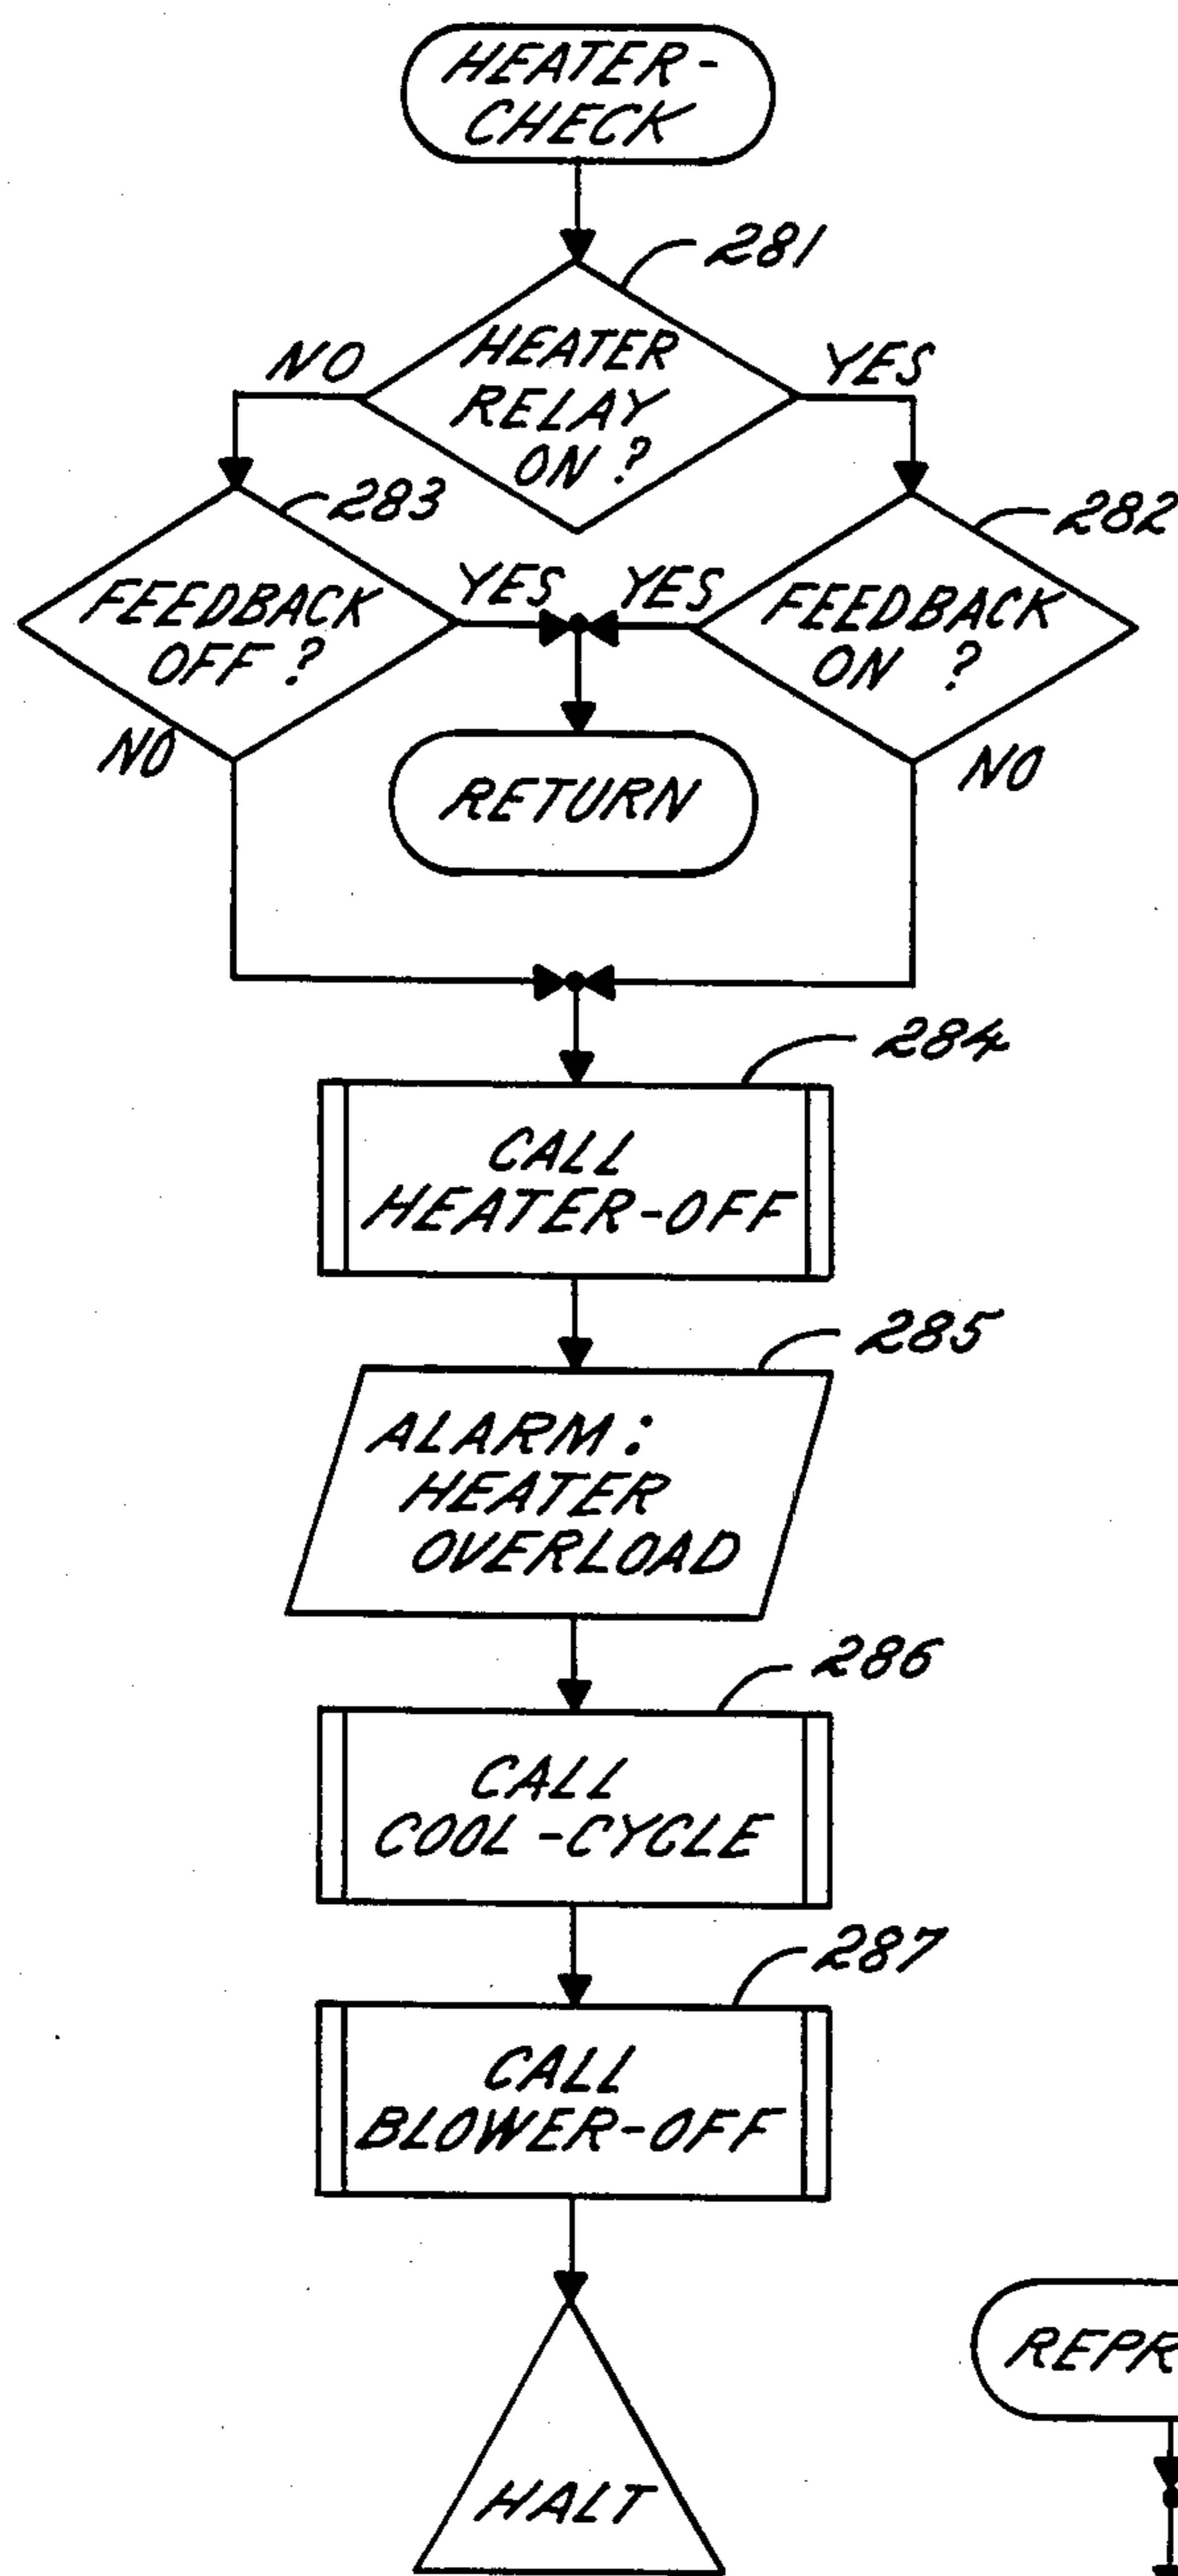 HEATER-
CHECK
281
HEATER
RELAY
ON ?
NO
YES
283
282
FEEDBACK
OFF ?
YES
YES
FEEDBACK
ON ?
NO
NO
RETURN
284
CALL
HEATER-OFF
285
ALARM :
HEATER
OVERLOAD
286
CALL
COOL-CYCLE
287
CALL
BLOWER-OFF
HALT
REPR